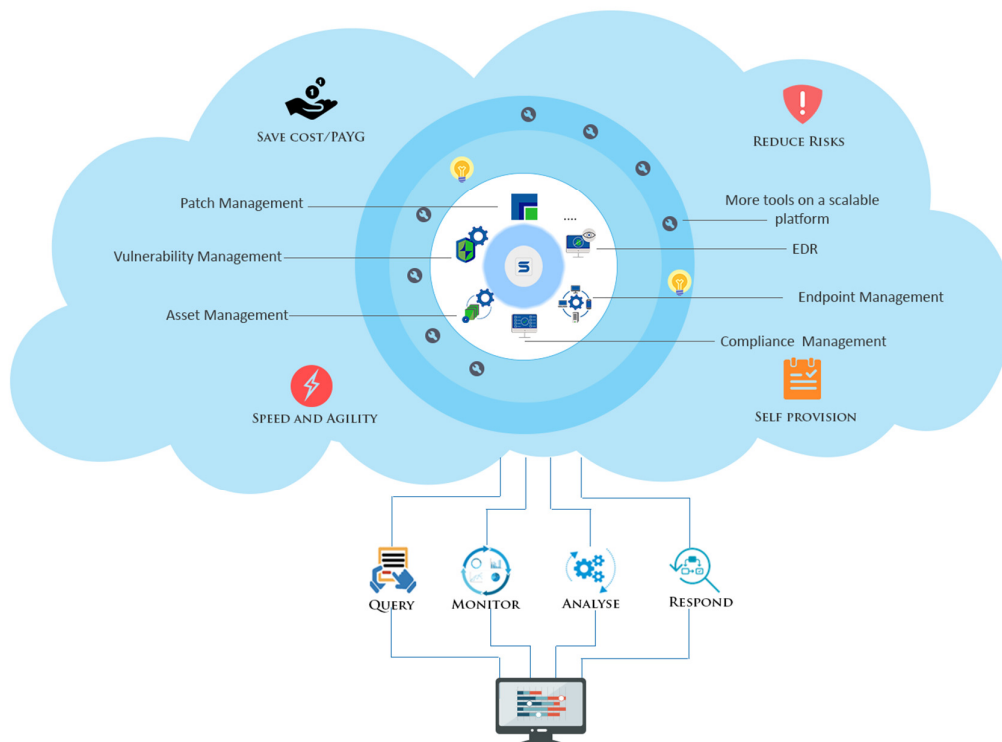 SAVE COST/PAYG
REDUCE RISKS
Patch Management
....
More tools on a scalable
platform
Vulnerability Management
EDR
S
Asset Management
Endpoint Management
Compliance Management
SPEED AND AGILITY
SELF PROVISION
QUERY
MONITOR
ANALYSE
RESPOND